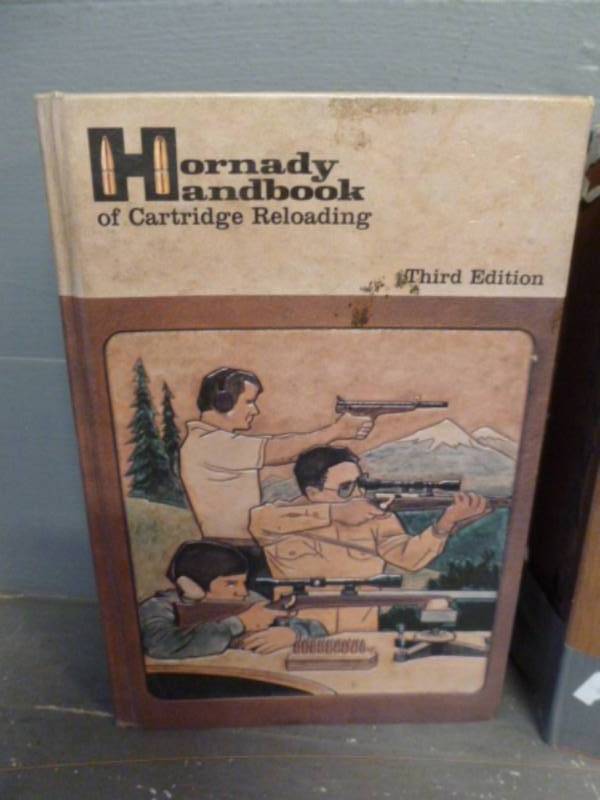 Hornady
Handbook
of Cartridge Reloading
Third Edition